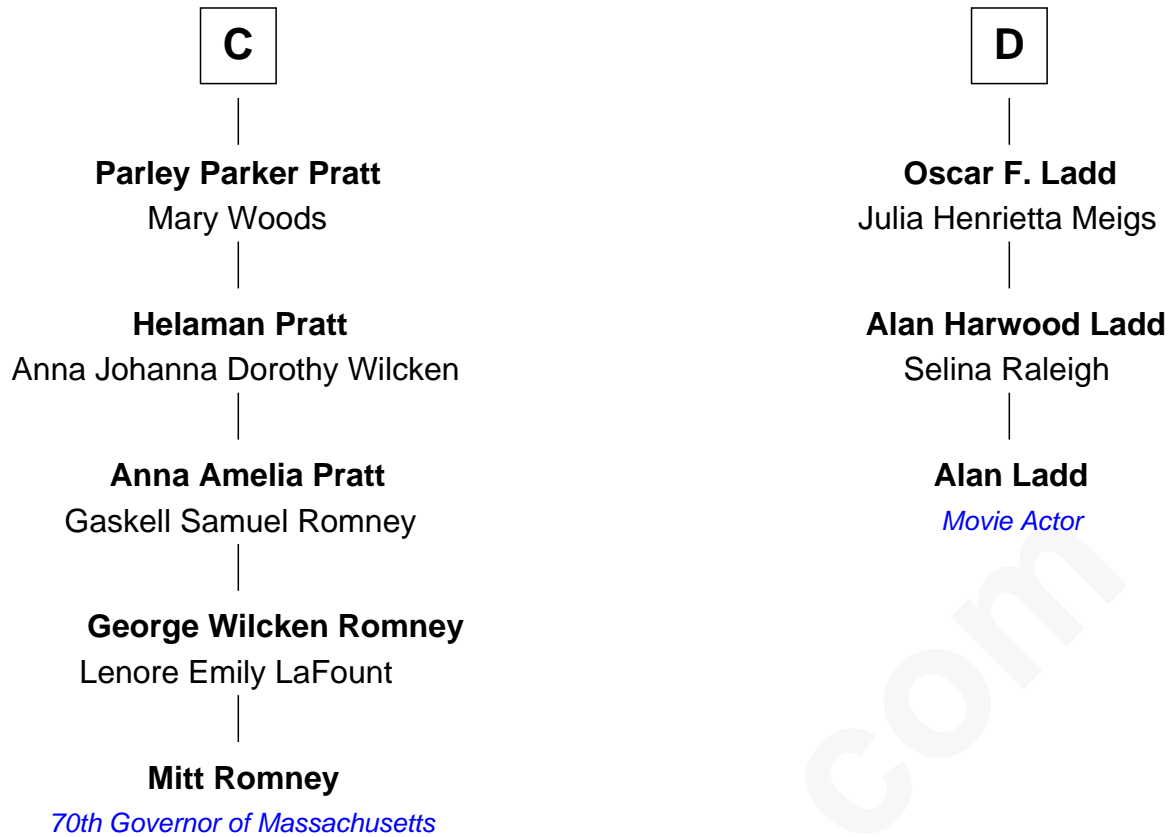 C
Parley Parker Pratt
Mary Woods
Helaman Pratt
Anna Johanna Dorothy Wilcken
Anna Amelia Pratt
Gaskell Samuel Romney
George Wilcken Romney
Lenore Emily LaFount
Mitt Romney
70th Governor of Massachusetts
D
Oscar F. Ladd
Julia Henrietta Meigs
Alan Harwood Ladd
Selina Raleigh
Alan Ladd
Movie Actor
com